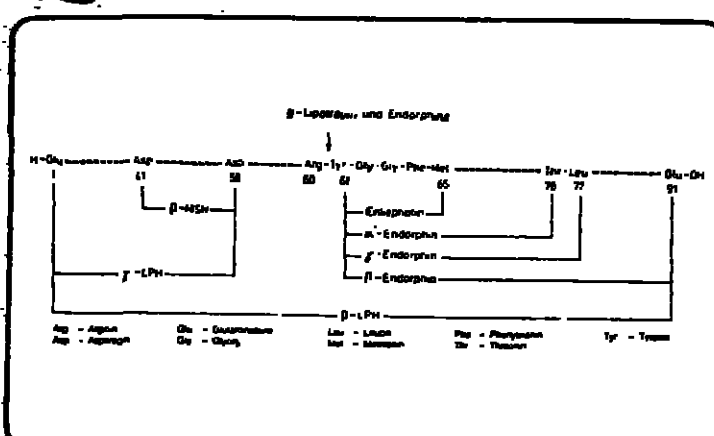 β-Lipotropin und Endorphine
H-Glu Asp Asp Arg-Tyr-Gly-Gly-Phe-Met Thr-Leu Glu-OH
41 58 60 61 65 76 77 91
β-MSH
Enkephalin
α-Endorphin
γ-Endorphin
γ-LPH
β-Endorphin
β-LPH
Arg - Arginin Glu - Glutaminsäure Leu - Leucin Phe - Phenylalanin Tyr - Tyrosin
Asp - Asparagin Gly - Glycin Met - Methionin Thr - Threonin